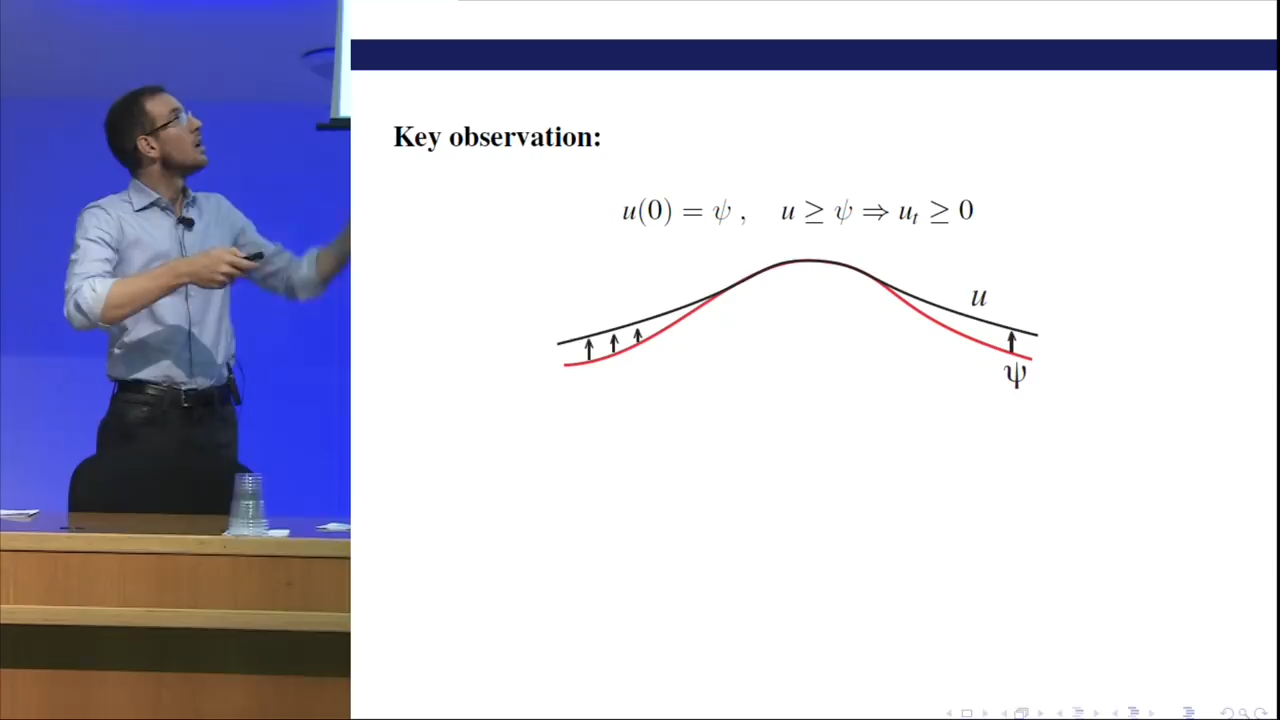 Key observation:
u(0) = ψ , u ≥ ψ ⇒ u_t ≥ 0
u
ψ